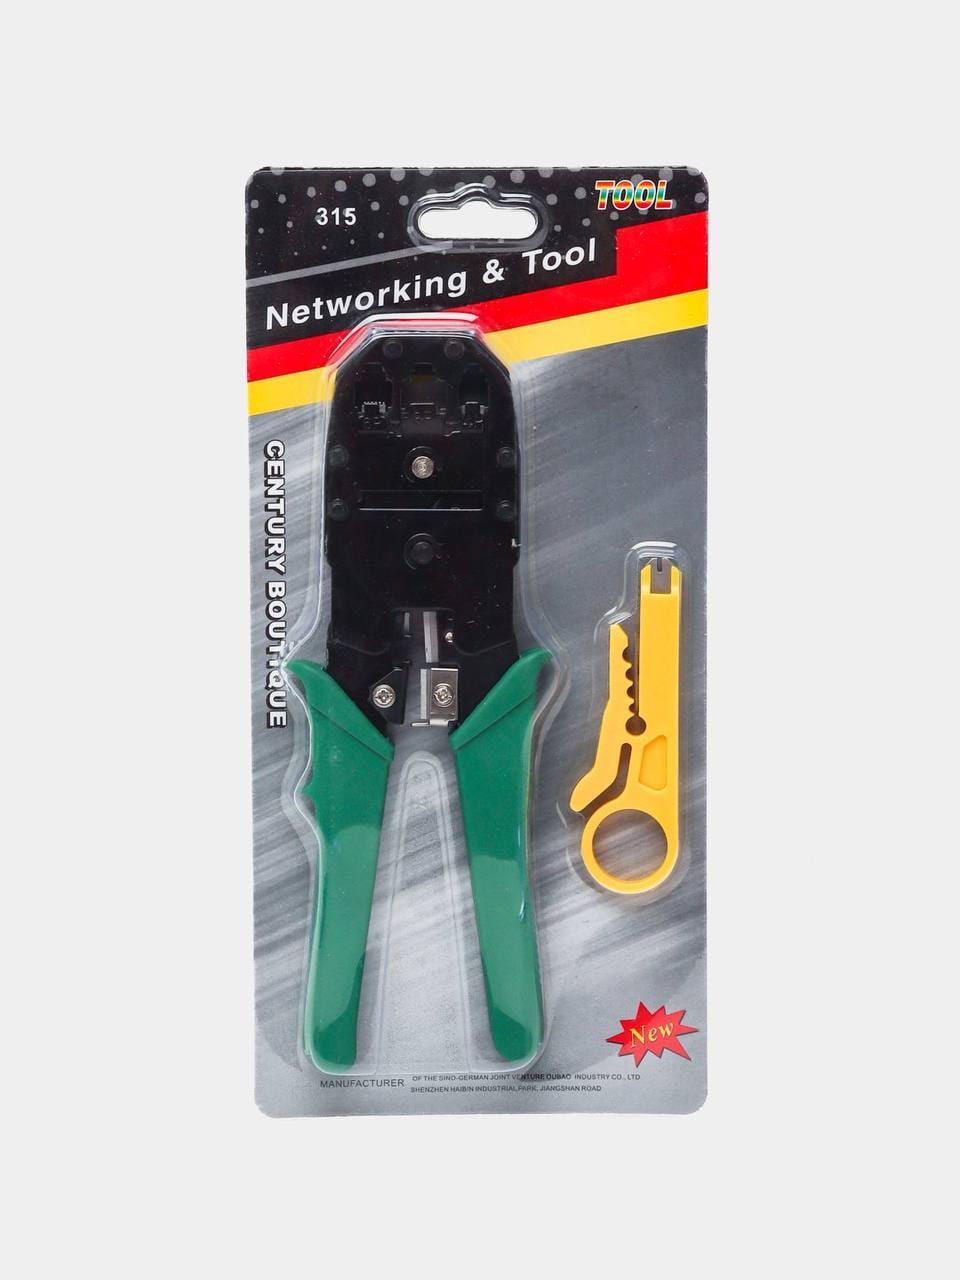 315
TOOL
Networking & Tool
CENTURY BOUTIQUE
New
MANUFACTURER OF THE SINO-GERMAN JOINT VENTURE OUBAO INDUSTRY CO., LTD
SHENZHEN HAIBIN INDUSTRIAL PARK, JIANGSHAN ROAD